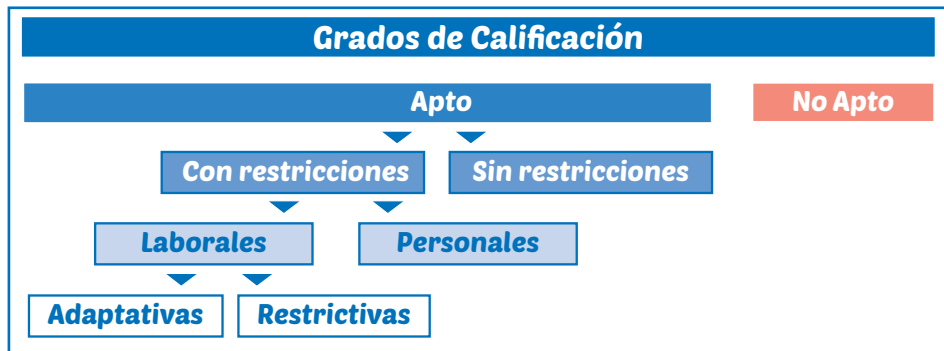 Grados de Calificación
Apto
No Apto
Con restricciones
Sin restricciones
Laborales
Personales
Adaptativas
Restrictivas